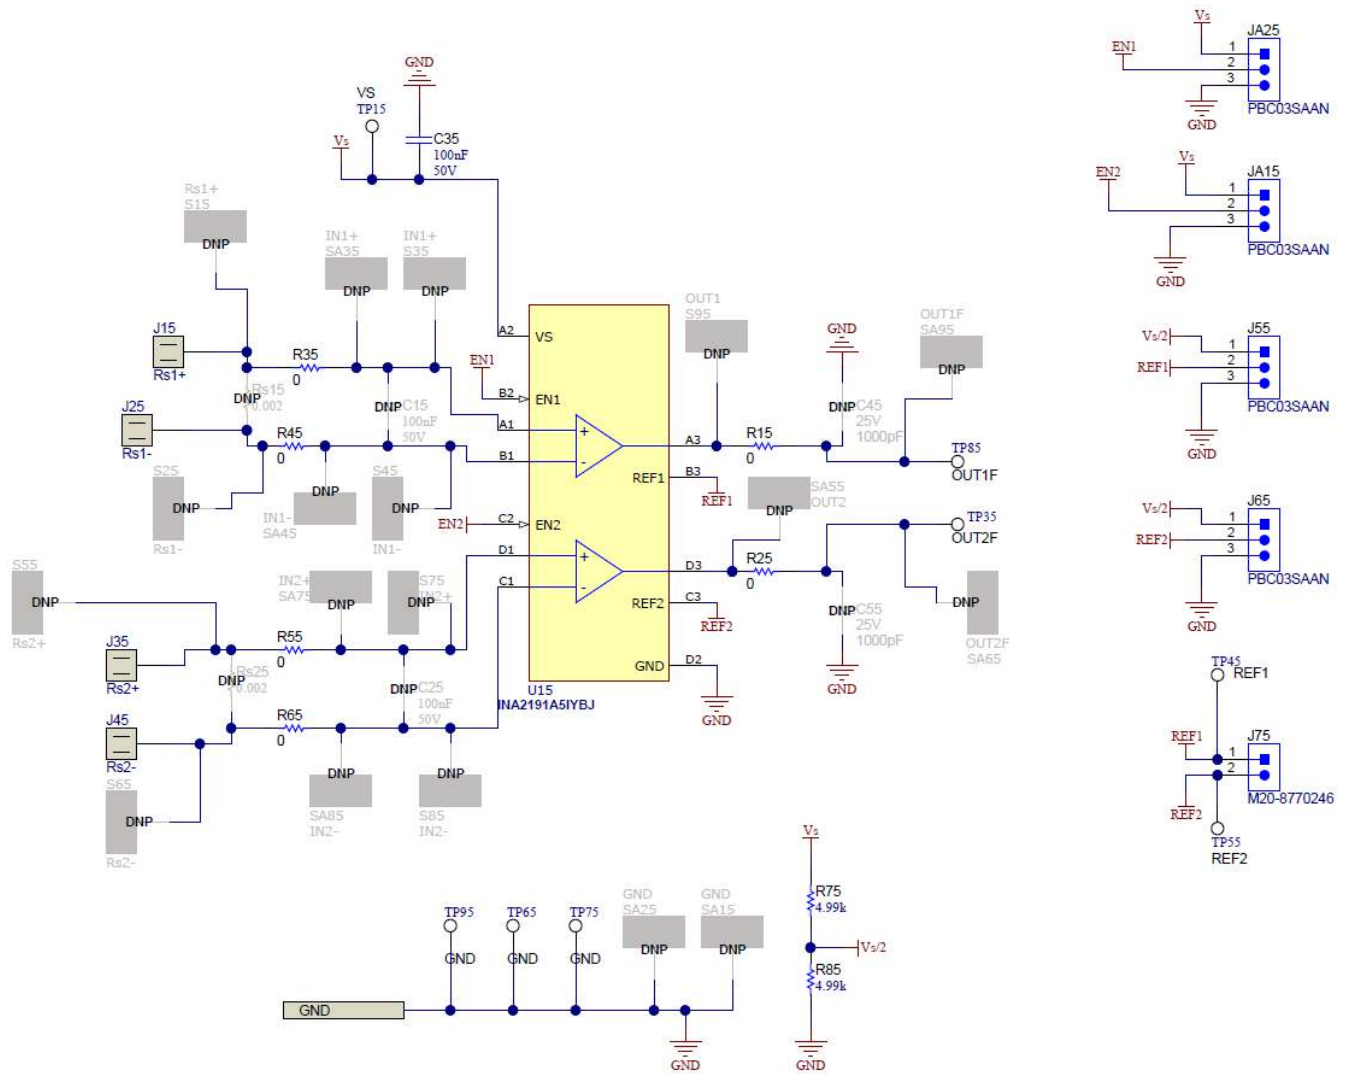 GND
VS
TP15
Vs
C35
100nF
50V
Rs1+
S15
DNP
IN1+
SA35
DNP
IN1+
S35
DNP
J15
Rs1+
R35
0
DNP
Rs15
0.002
DNP
C15
100nF
50V
J25
Rs1-
R45
0
S25
DNP
Rs1-
DNP
IN1-
SA45
S45
DNP
IN1-
A2
VS
EN1
B2
EN1
A1
+
B1
-
EN2
C2
EN2
D1
+
C1
-
A3
REF1
B3
REF1
D3
REF2
C3
REF2
GND
D2
GND
U15
INA2191A5IYBJ
OUT1
S95
DNP
R15
0
GND
DNP
C45
25V
1000pF
OUT1F
SA95
DNP
TP85
OUT1F
SA55
OUT2
DNP
R25
0
TP35
OUT2F
DNP
C55
25V
1000pF
GND
DNP
OUT2F
SA65
S55
DNP
Rs2+
IN2+
SA75
DNP
S75
IN2+
DNP
J35
Rs2+
R55
0
DNP
Rs25
0.002
DNP
C25
100nF
50V
J45
Rs2-
R65
0
S65
DNP
Rs2-
DNP
SA85
IN2-
DNP
S85
IN2-
TP95
GND
TP65
GND
TP75
GND
GND
SA25
DNP
GND
SA15
DNP
GND
GND
Vs
R75
4.99k
Vs/2
R85
4.99k
GND
Vs
EN1
JA25
1
2
3
GND
PBC03SAAN
Vs
EN2
JA15
1
2
3
GND
PBC03SAAN
Vs/2
REF1
J55
1
2
3
PBC03SAAN
GND
Vs/2
REF2
J65
1
2
3
PBC03SAAN
GND
TP45
REF1
REF1
J75
1
2
M20-8770246
REF2
TP55
REF2